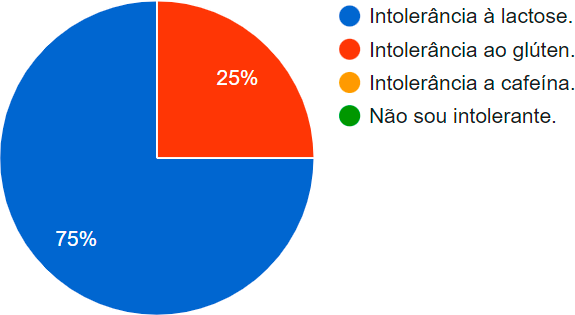 Intolerância à lactose.
Intolerância ao glúten.
Intolerância a cafeína.
Não sou intolerante.
25%
75%